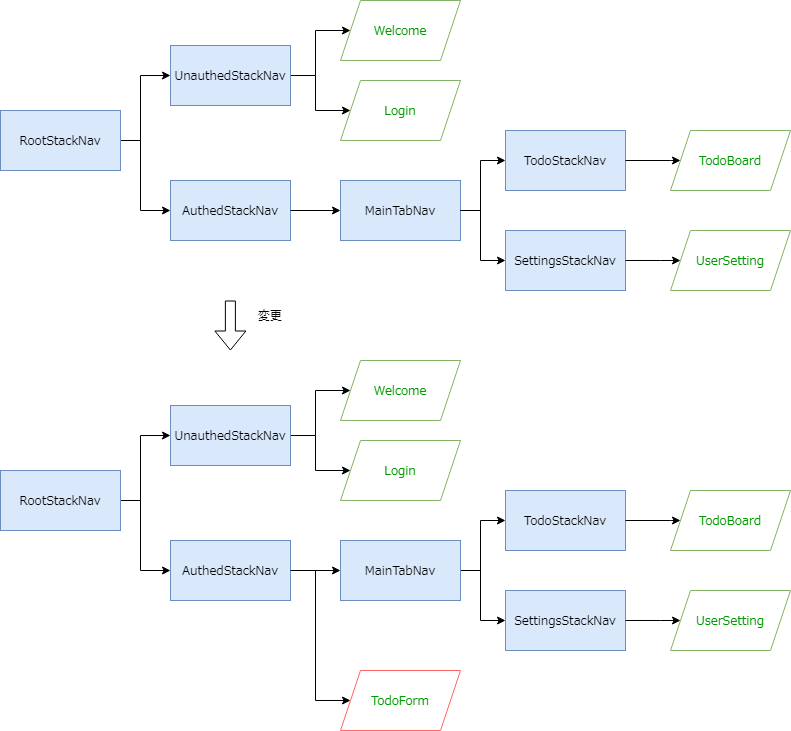 Welcome
UnauthedStackNav
Login
RootStackNav
TodoStackNav
TodoBoard
AuthedStackNav
MainTabNav
SettingsStackNav
UserSetting
変更
Welcome
UnauthedStackNav
Login
RootStackNav
TodoStackNav
TodoBoard
AuthedStackNav
MainTabNav
SettingsStackNav
UserSetting
TodoForm